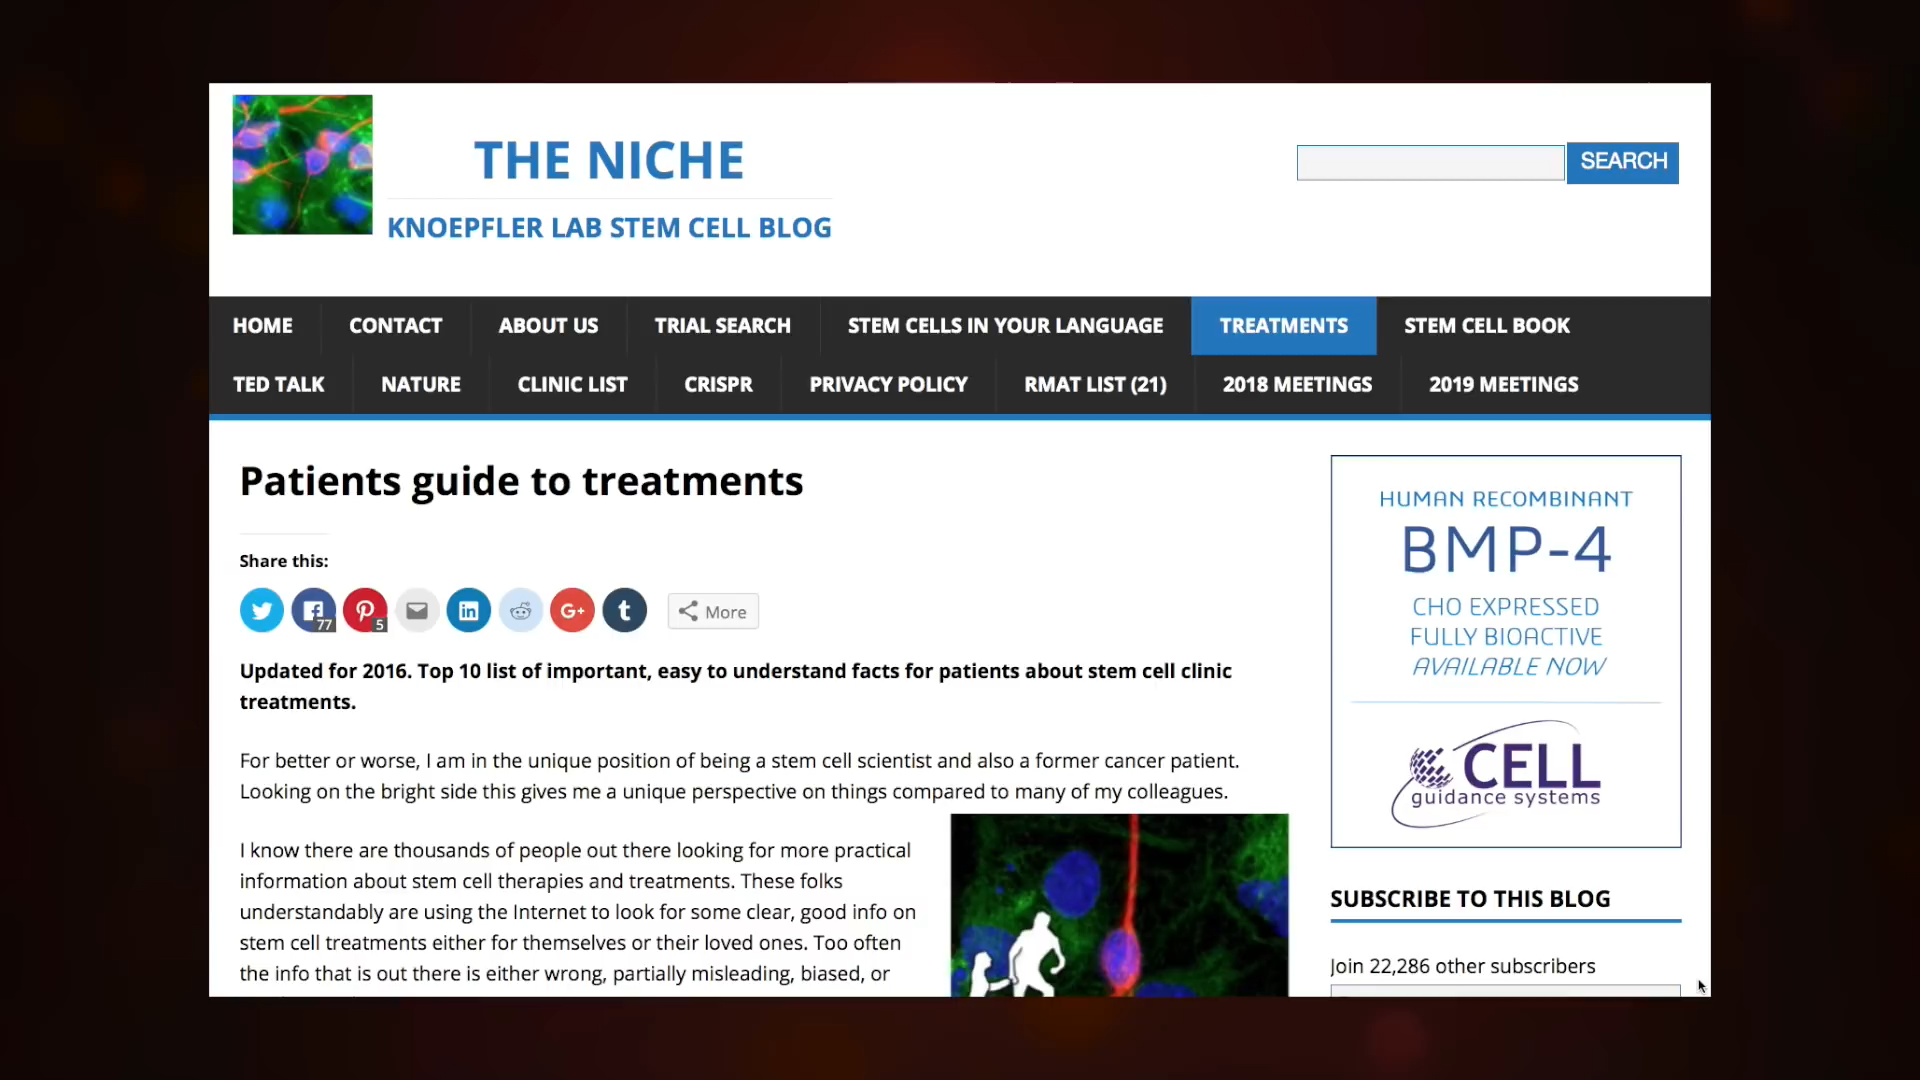 THE NICHE
KNOEPFLER LAB STEM CELL BLOG
SEARCH
HOME CONTACT ABOUT US TRIAL SEARCH STEM CELLS IN YOUR LANGUAGE TREATMENTS STEM CELL BOOK
TED TALK NATURE CLINIC LIST CRISPR PRIVACY POLICY RMAT LIST (21) 2018 MEETINGS 2019 MEETINGS
Patients guide to treatments
Share this:
77 5 in G+ t More
Updated for 2016. Top 10 list of important, easy to understand facts for patients about stem cell clinic
treatments.
For better or worse, I am in the unique position of being a stem cell scientist and also a former cancer patient.
Looking on the bright side this gives me a unique perspective on things compared to many of my colleagues.
I know there are thousands of people out there looking for more practical
information about stem cell therapies and treatments. These folks
understandably are using the Internet to look for some clear, good info on
stem cell treatments either for themselves or their loved ones. Too often
the info that is out there is either wrong, partially misleading, biased, or
HUMAN RECOMBINANT
BMP-4
CHO EXPRESSED
FULLY BIOACTIVE
AVAILABLE NOW
CELL
guidance systems
SUBSCRIBE TO THIS BLOG
Join 22,286 other subscribers